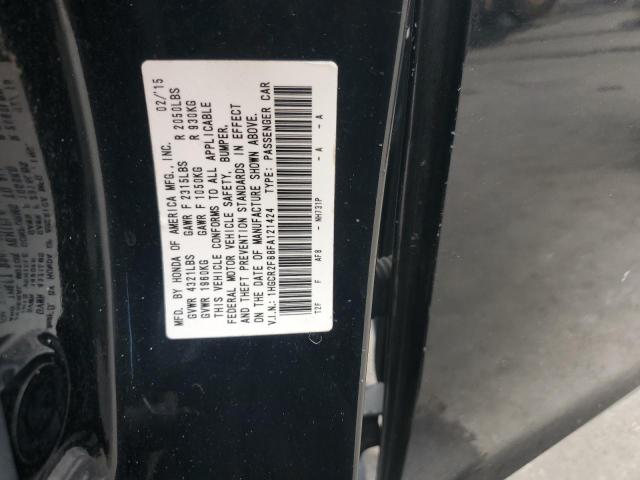 MFD. BY HONDA OF AMERICA MFG., INC. 02/'15
GVWR 4321LBS GAWR F 2315LBS R 2050LBS
GVWR 1960KG GAWR F 1050KG R 930KG
THIS VEHICLE CONFORMS TO ALL APPLICABLE
FEDERAL MOTOR VEHICLE SAFETY, BUMPER,
AND THEFT PREVENTION STANDARDS IN EFFECT
ON THE DATE OF MANUFACTURE SHOWN ABOVE.
V.I.N.: 1HGCR2F88FA121424 TYPE: PASSENGER CAR
T2F F AF8 NH731P -A -A